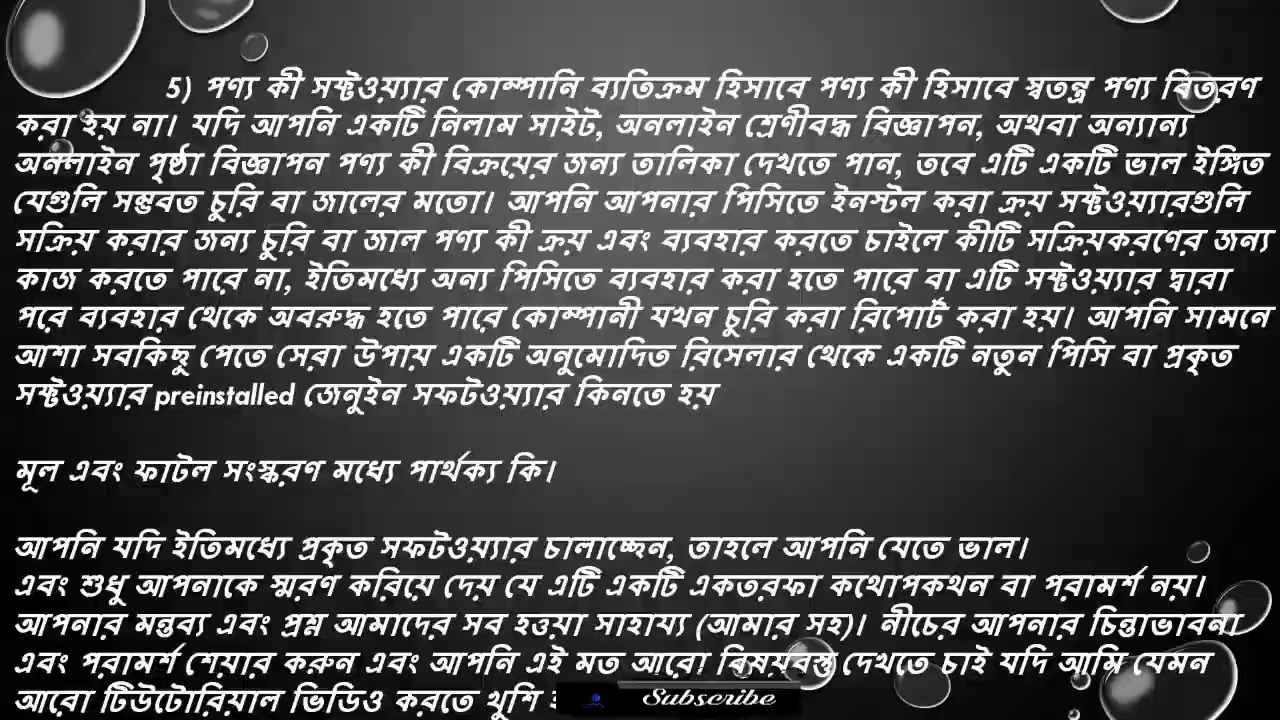 5) পণ্য কী সফ্টওয়্যার কোম্পানি ব্যতিক্রম হিসাবে পণ্য কী হিসাবে স্বতন্ত্র পণ্য বিতরণ
করা হয় না। যদি আপনি একটি নিলাম সাইট, অনলাইন শ্রেণীবদ্ধ বিজ্ঞাপন, অথবা অন্যান্য
অনলাইন পৃষ্ঠা বিজ্ঞাপন পণ্য কী বিক্রয়ের জন্য তালিকা দেখতে পান, তবে এটি একটি ভাল ইঙ্গিত
যেগুলি সম্ভবত চুরি বা জালের মতো। আপনি আপনার পিসিতে ইনস্টল করা ক্রয় সফ্টওয়্যারগুলি
সক্রিয় করার জন্য চুরি বা জাল পণ্য কী ক্রয় এবং ব্যবহার করতে চাইলে কীটি সক্রিয়করণের জন্য
কাজ করতে পারে না, ইতিমধ্যে অন্য পিসিতে ব্যবহার করা হতে পারে বা এটি সফ্টওয়্যার দ্বারা
পরে ব্যবহার থেকে অবরুদ্ধ হতে পারে কোম্পানী যখন চুরি করা রিপোর্ট করা হয়। আপনি সামনে
আশা সবকিছু পেতে সেরা উপায় একটি অনুমোদিত রিসেলার থেকে একটি নতুন পিসি বা প্রকৃত
সফ্টওয়্যার preinstalled জেনুইন সফটওয়্যার কিনতে হয়
মূল এবং ফাটল সংস্করণ মধ্যে পার্থক্য কি।
আপনি যদি ইতিমধ্যে প্রকৃত সফটওয়্যার চালাচ্ছেন, তাহলে আপনি যেতে ভাল।
এবং শুধু আপনাকে স্মরণ করিয়ে দেয় যে এটি একটি একতরফা কথোপকথন বা পরামর্শ নয়।
আপনার মন্তব্য এবং প্রশ্ন আমাদের সব হওয়া সাহায্য (আমার সহ)। নীচের আপনার চিন্তাভাবনা
এবং পরামর্শ শেয়ার করুন এবং আপনি এই মত আরো বিষয়বস্তু দেখতে চাই যদি আমি যেমন
আরো টিউটোরিয়াল ভিডিও করতে খুশি
Subscribe